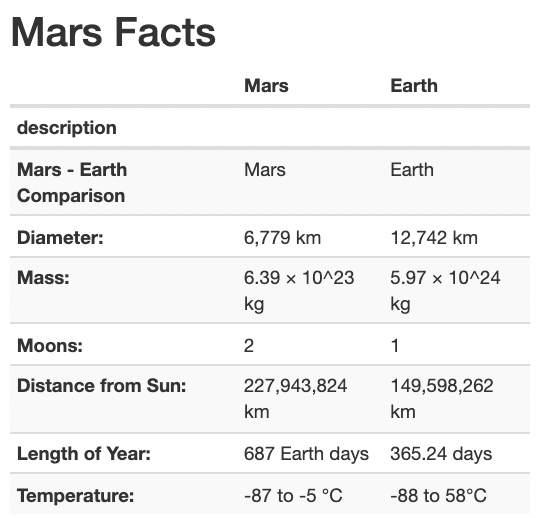 Mars Facts
Mars Earth
description
Mars - Earth Comparison Mars Earth
Diameter: 6,779 km 12,742 km
Mass: 6.39 × 10^23 kg 5.97 × 10^24 kg
Moons: 2 1
Distance from Sun: 227,943,824 km 149,598,262 km
Length of Year: 687 Earth days 365.24 days
Temperature: -87 to -5 °C -88 to 58°C